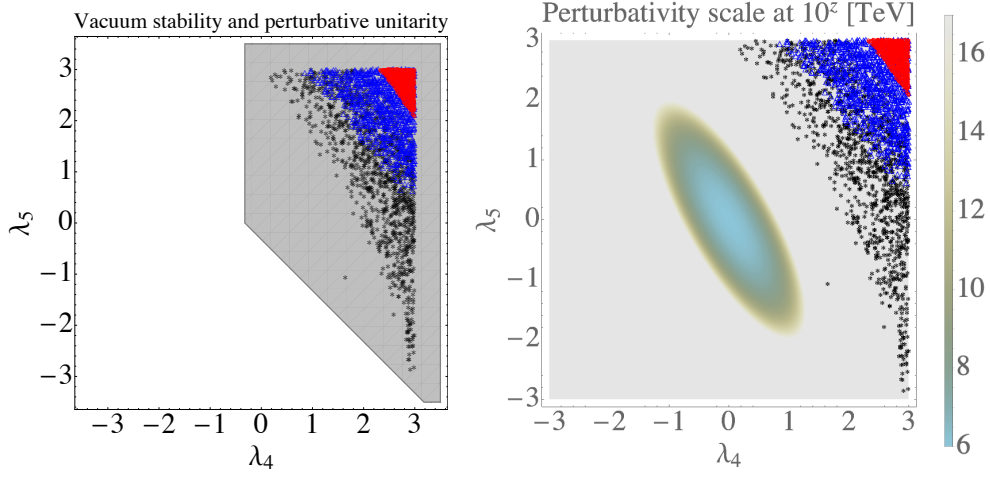 Vacuum stability and perturbative unitarity
3
2
1
0
−1
−2
−3
λ5
−3 −2 −1 0 1 2 3
λ4
Perturbativity scale at 10^z [TeV]
3
2
1
0
−1
−2
−3
λ5
−3 −2 −1 0 1 2 3
λ4
16
14
12
10
8
6